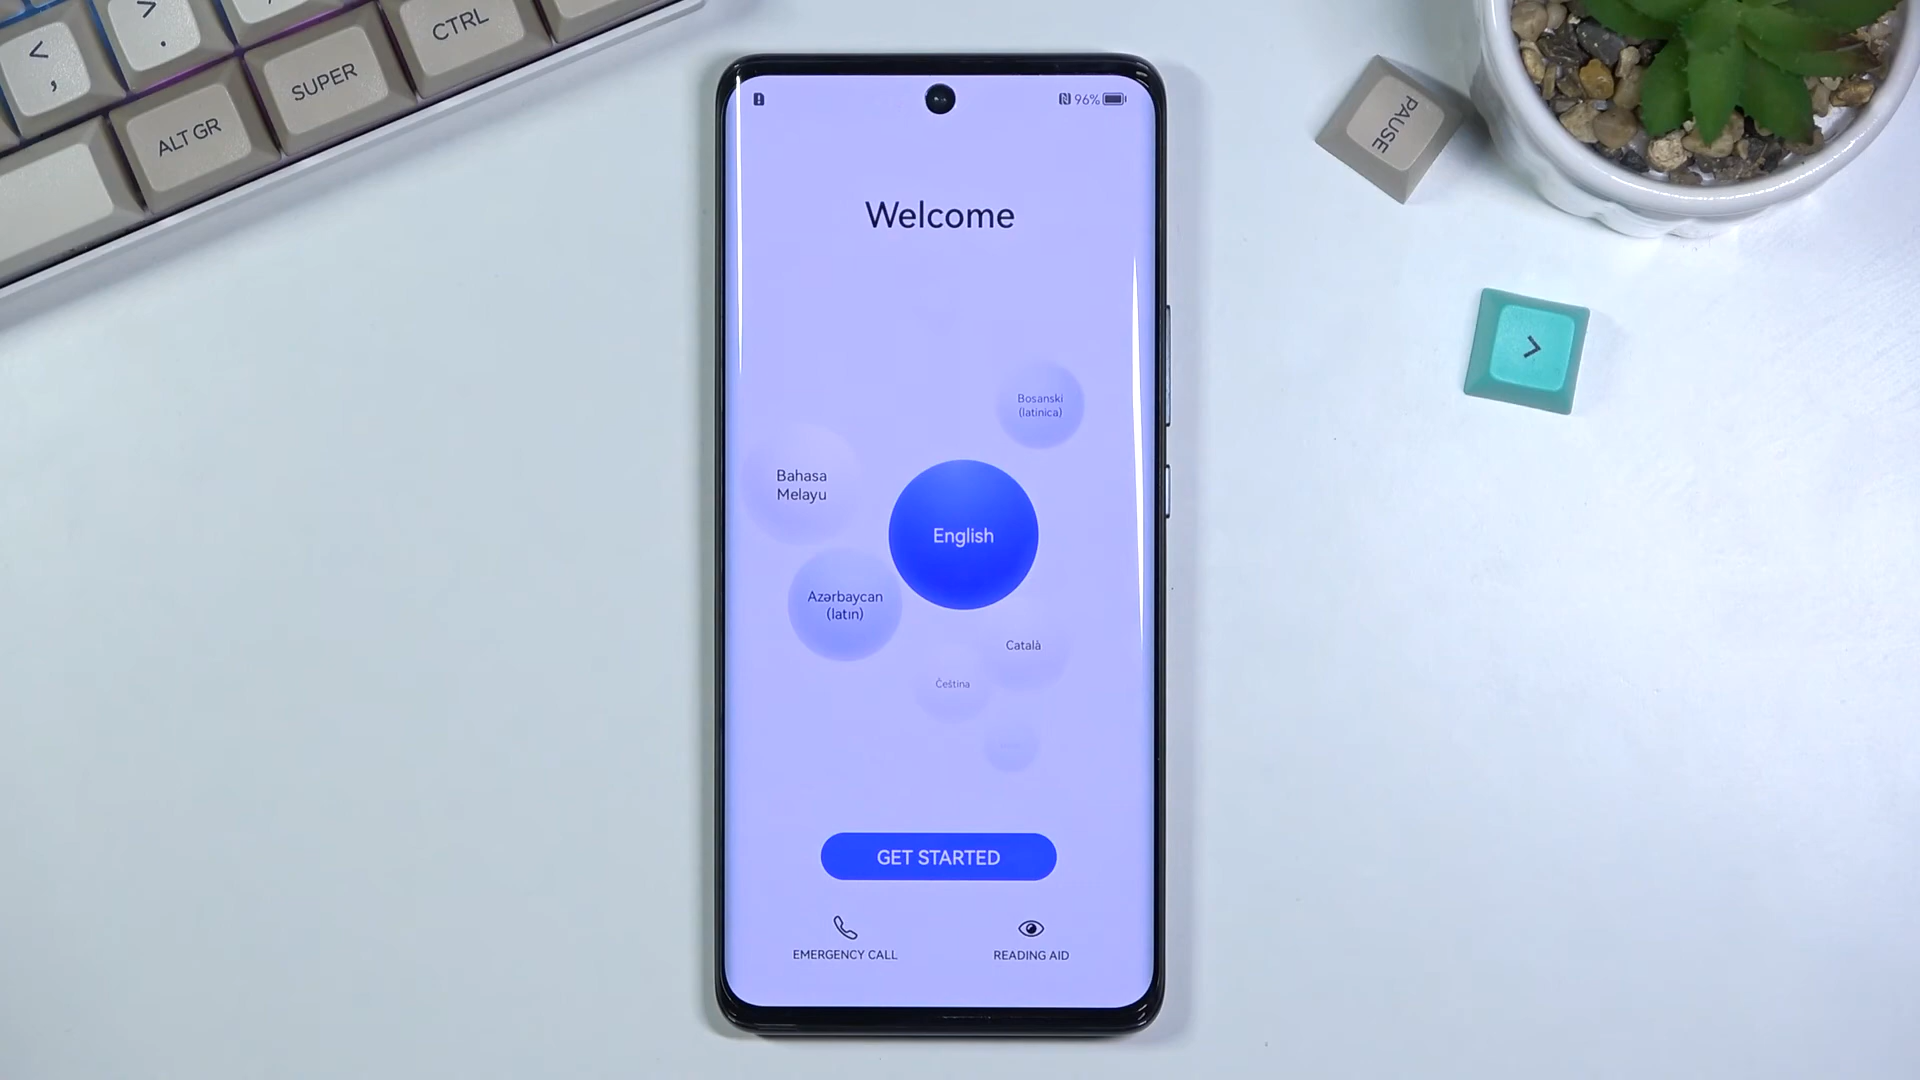 <
,
>
.
CTRL
SUPER
ALT GR
PAUSE
>
96%
Welcome
Bosanski
(latinica)
Bahasa
Melayu
English
Azərbaycan
(latın)
Català
Čeština
GET STARTED
EMERGENCY CALL
READING AID